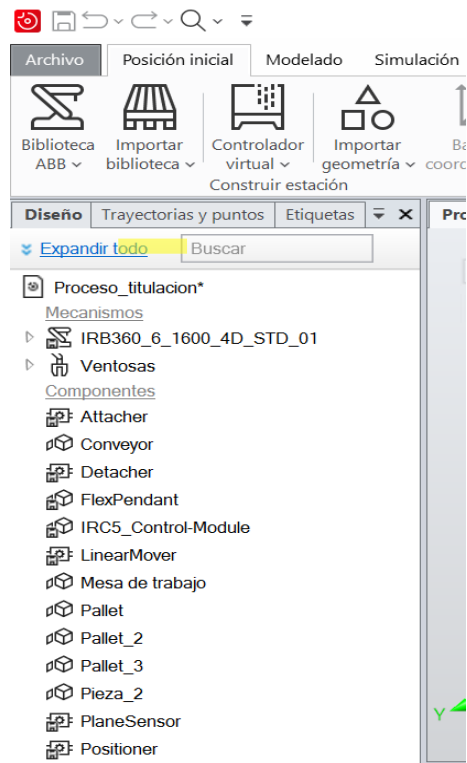 Archivo Posición inicial Modelado Simulación
Biblioteca ABB Importar biblioteca Controlador virtual Importar geometría
Construir estación
Diseño Trayectorias y puntos Etiquetas
Expandir todo Buscar
Proceso_titulacion*
Mecanismos
IRB360_6_1600_4D_STD_01
Ventosas
Componentes
Attacher
Conveyor
Detacher
FlexPendant
IRC5_Control-Module
LinearMover
Mesa de trabajo
Pallet
Pallet_2
Pallet_3
Pieza_2
PlaneSensor
Positioner
Y